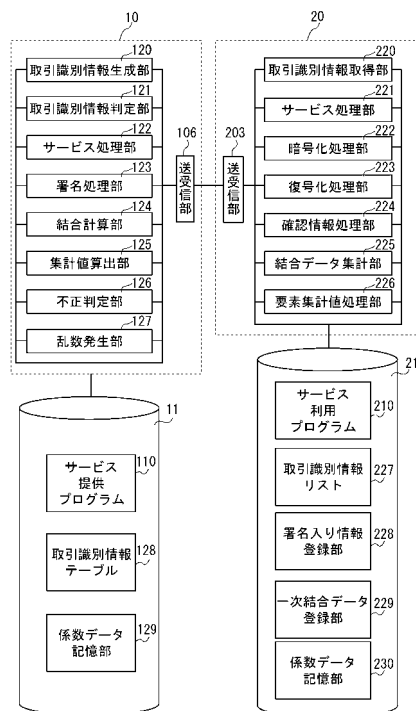 10
120
取引識別情報生成部
121
取引識別情報判定部
122
サービス処理部
123
署名処理部
124
結合計算部
125
集計値算出部
126
不正判定部
127
乱数発生部
106
送受信部
20
220
取引識別情報取得部
221
サービス処理部
222
暗号化処理部
223
復号化処理部
224
確認情報処理部
225
結合データ集計部
226
要素集計値処理部
203
送受信部
11
110
サービス
提供
プログラム
128
取引識別情報
テーブル
129
係数データ
記憶部
21
210
サービス
利用
プログラム
227
取引識別情報
リスト
228
署名入り情報
登録部
229
一次結合データ
登録部
230
係数データ
記憶部